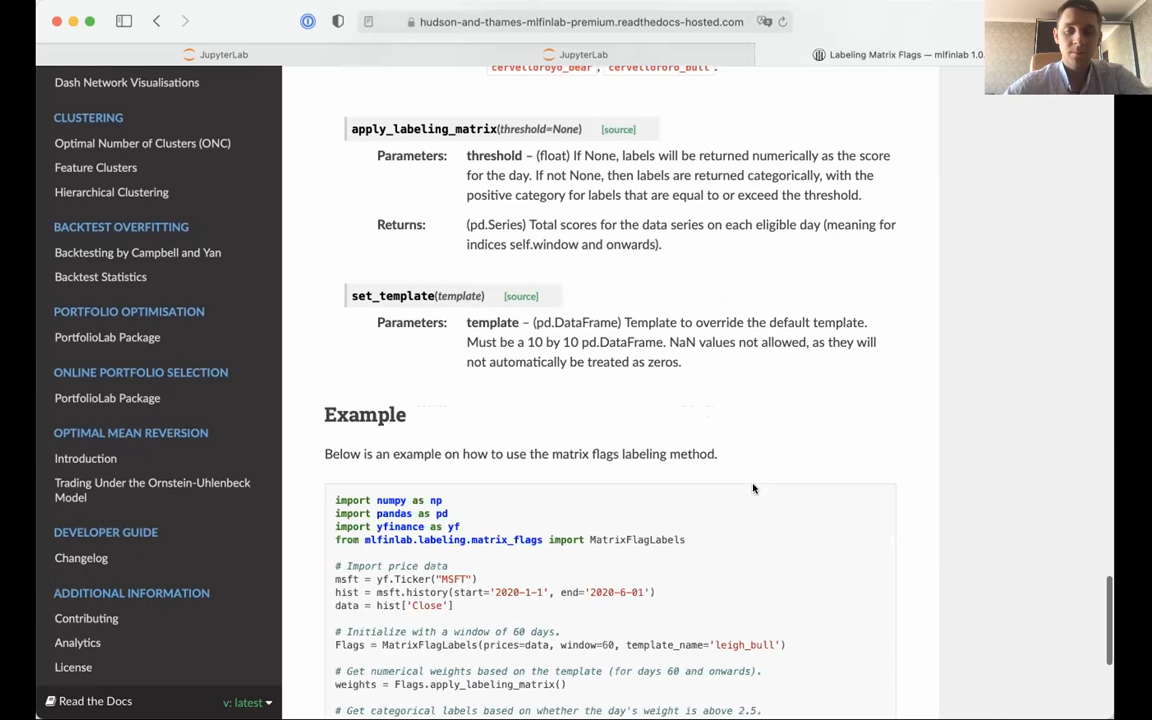 hudson-and-thames-mlfinlab-premium.readthedocs-hosted.com
JupyterLab
JupyterLab
Labeling Matrix Flags — mlfinlab 1.0.
Dash Network Visualisations
CLUSTERING
Optimal Number of Clusters (ONC)
Feature Clusters
Hierarchical Clustering
BACKTEST OVERFITTING
Backtesting by Campbell and Yan
Backtest Statistics
PORTFOLIO OPTIMISATION
PortfolioLab Package
ONLINE PORTFOLIO SELECTION
PortfolioLab Package
OPTIMAL MEAN REVERSION
Introduction
Trading Under the Ornstein-Uhlenbeck
Model
DEVELOPER GUIDE
Changelog
ADDITIONAL INFORMATION
Contributing
Analytics
License
Read the Docs
v: latest
cervelloroyo_bear, cervelloroyo_bull.
apply_labeling_matrix(threshold=None) [source]
Parameters: threshold – (float) If None, labels will be returned numerically as the score
for the day. If not None, then labels are returned categorically, with the
positive category for labels that are equal to or exceed the threshold.
Returns: (pd.Series) Total scores for the data series on each eligible day (meaning for
indices self.window and onwards).
set_template(template) [source]
Parameters: template – (pd.DataFrame) Template to override the default template.
Must be a 10 by 10 pd.DataFrame. NaN values not allowed, as they will
not automatically be treated as zeros.
Example
Below is an example on how to use the matrix flags labeling method.
import numpy as np
import pandas as pd
import yfinance as yf
from mlfinlab.labeling.matrix_flags import MatrixFlagLabels
# Import price data
msft = yf.Ticker("MSFT")
hist = msft.history(start='2020-1-1', end='2020-6-01')
data = hist['Close']
# Initialize with a window of 60 days.
Flags = MatrixFlagLabels(prices=data, window=60, template_name='leigh_bull')
# Get numerical weights based on the template (for days 60 and onwards).
weights = Flags.apply_labeling_matrix()
# Get categorical labels based on whether the day's weight is above 2.5.